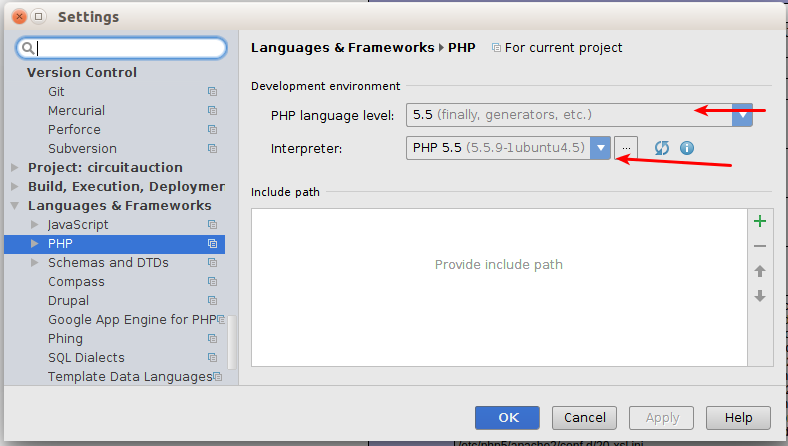 Settings
Version Control
Git
Mercurial
Perforce
Subversion
Project: circuitauction
Build, Execution, Deploymer
Languages & Frameworks
JavaScript
PHP
Schemas and DTDs
Compass
Drupal
Google App Engine for PHP
Phing
SQL Dialects
Template Data Languages
Languages & Frameworks › PHP For current project
Development environment
PHP language level: 5.5 (finally, generators, etc.)
Interpreter: PHP 5.5 (5.5.9-1ubuntu4.5) ...
Include path
Provide include path
OK Cancel Apply Help